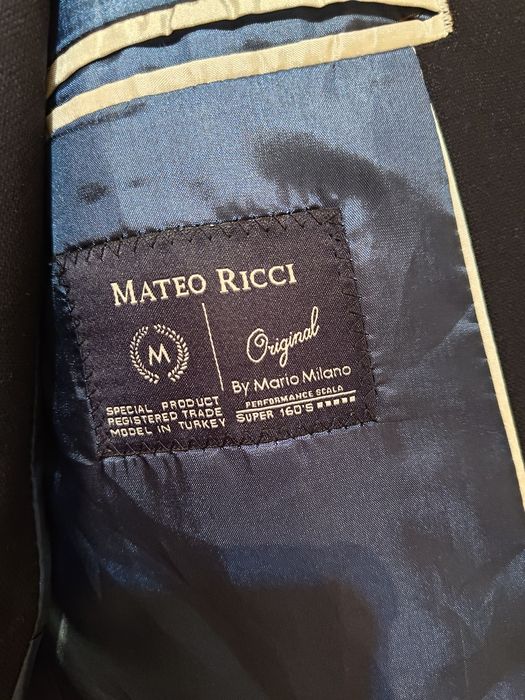 MATEO RICCI
M
SPECIAL PRODUCT
REGISTERED TRADE
MODEL IN TURKEY
Original
By Mario Milano
PERFORMANCE SCALA
SUPER 160'S